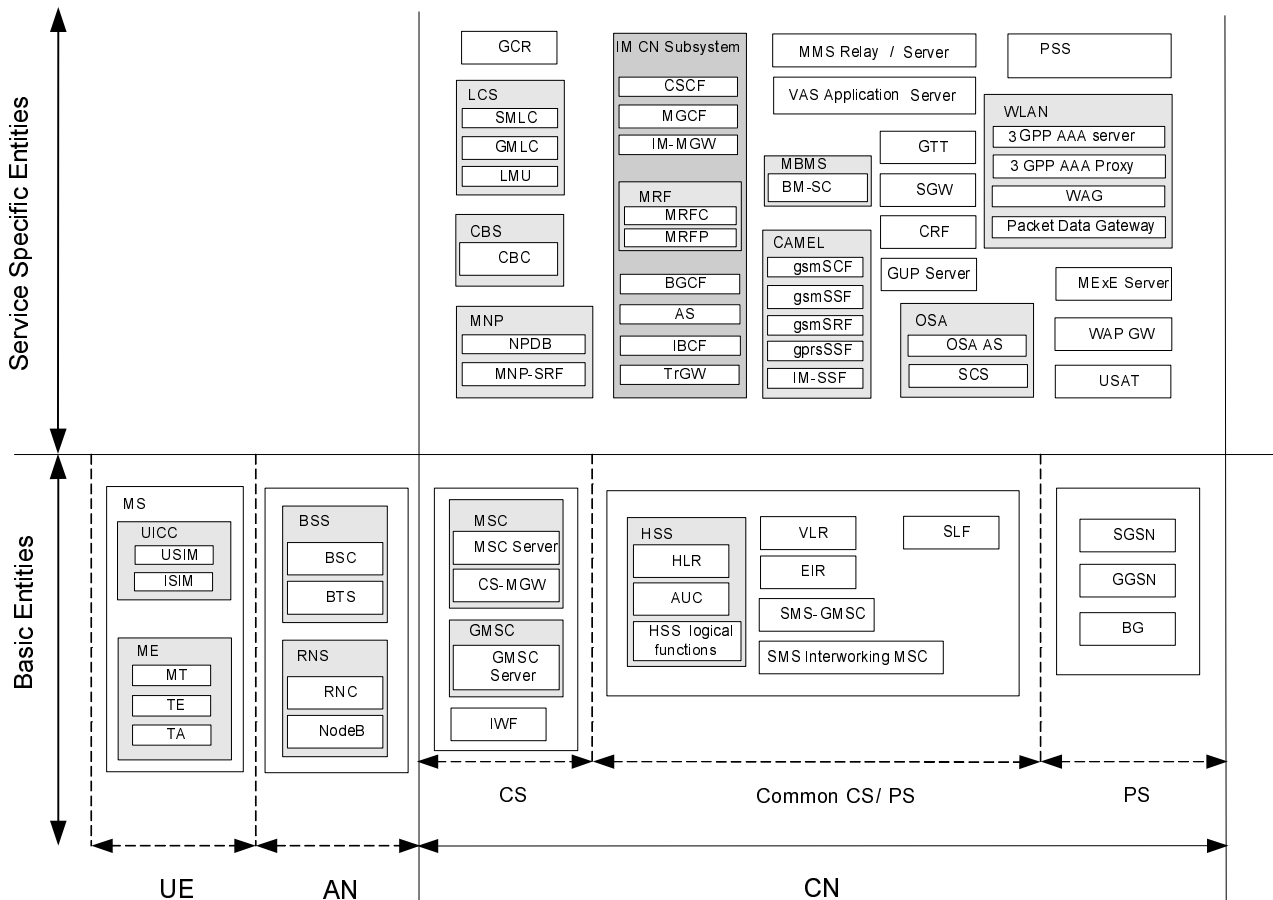 Service Specific Entities
GCR
LCS
SMLC
GMLC
LMU
CBS
CBC
MNP
NPDB
MNP-SRF
IM CN Subsystem
CSCF
MGCF
IM-MGW
MRF
MRFC
MRFP
BGCF
AS
IBCF
TrGW
MMS Relay / Server
VAS Application Server
MBMS
BM-SC
CAMEL
gsmSCF
gsmSSF
gsmSRF
gprsSSF
IM-SSF
GTT
SGW
CRF
GUP Server
OSA
OSA AS
SCS
PSS
WLAN
3 GPP AAA server
3 GPP AAA Proxy
WAG
Packet Data Gateway
MExE Server
WAP GW
USAT
Basic Entities
MS
UICC
USIM
ISIM
ME
MT
TE
TA
BSS
BSC
BTS
RNS
RNC
NodeB
MSC
MSC Server
CS-MGW
GMSC
GMSC
Server
IWF
HSS
HLR
AUC
HSS logical
functions
VLR
EIR
SMS-GMSC
SMS Interworking MSC
SLF
SGSN
GGSN
BG
CS
Common CS/ PS
PS
UE
AN
CN